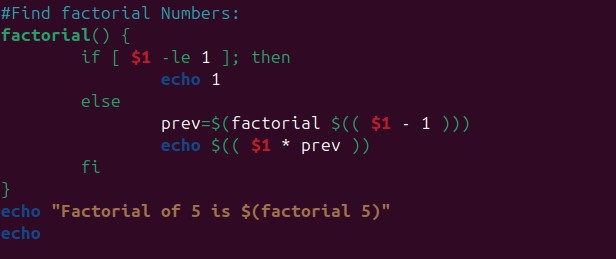 #Find factorial Numbers:
factorial() {
        if [ $1 -le 1 ]; then
                echo 1
        else
                prev=$(factorial $(( $1 - 1 )))
                echo $(( $1 * prev ))
        fi
}
echo "Factorial of 5 is $(factorial 5)"
echo